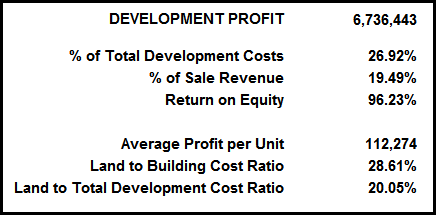 DEVELOPMENT PROFIT 6,736,443
% of Total Development Costs 26.92%
% of Sale Revenue 19.49%
Return on Equity 96.23%
Average Profit per Unit 112,274
Land to Building Cost Ratio 28.61%
Land to Total Development Cost Ratio 20.05%